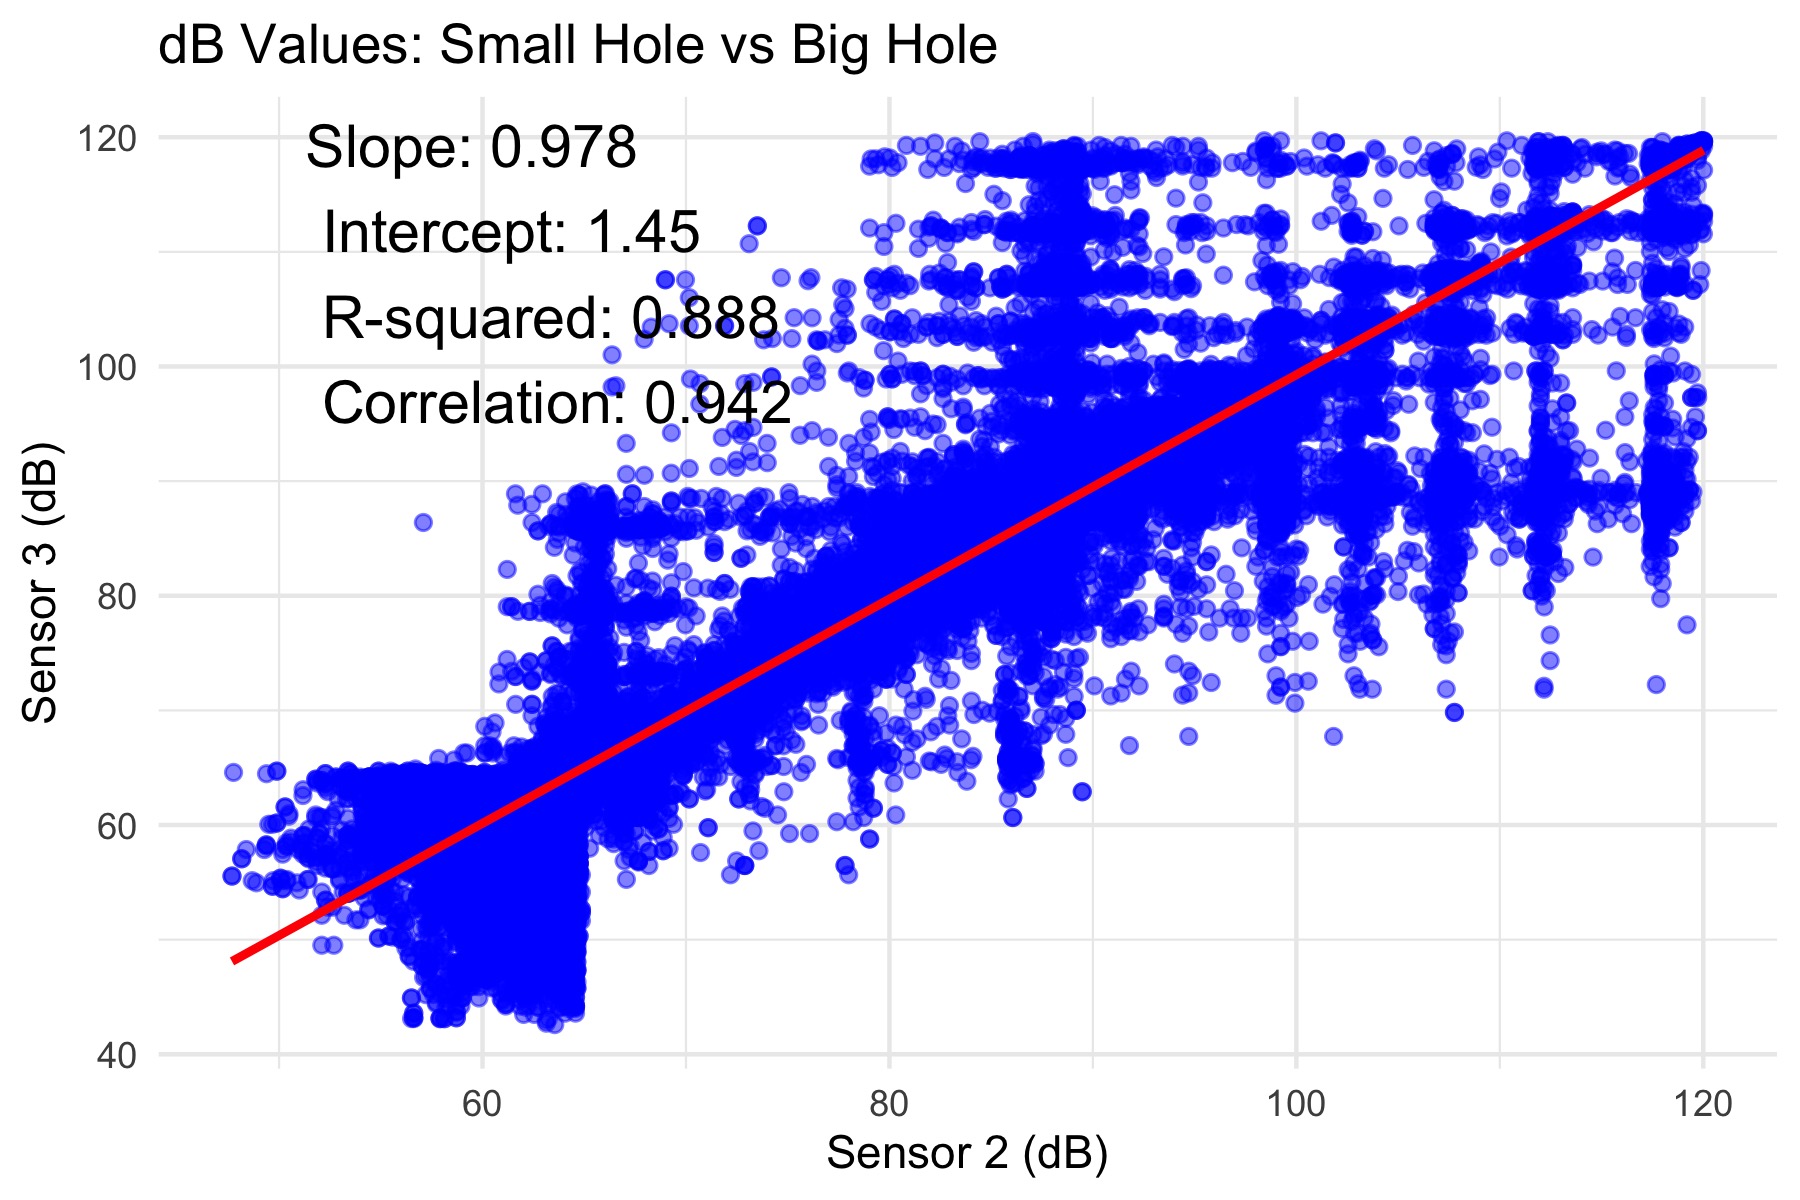 dB Values: Small Hole vs Big Hole
Slope: 0.978
Intercept: 1.45
R-squared: 0.888
Correlation: 0.942
120
100
80
60
40
Sensor 3 (dB)
60 80 100 120
Sensor 2 (dB)